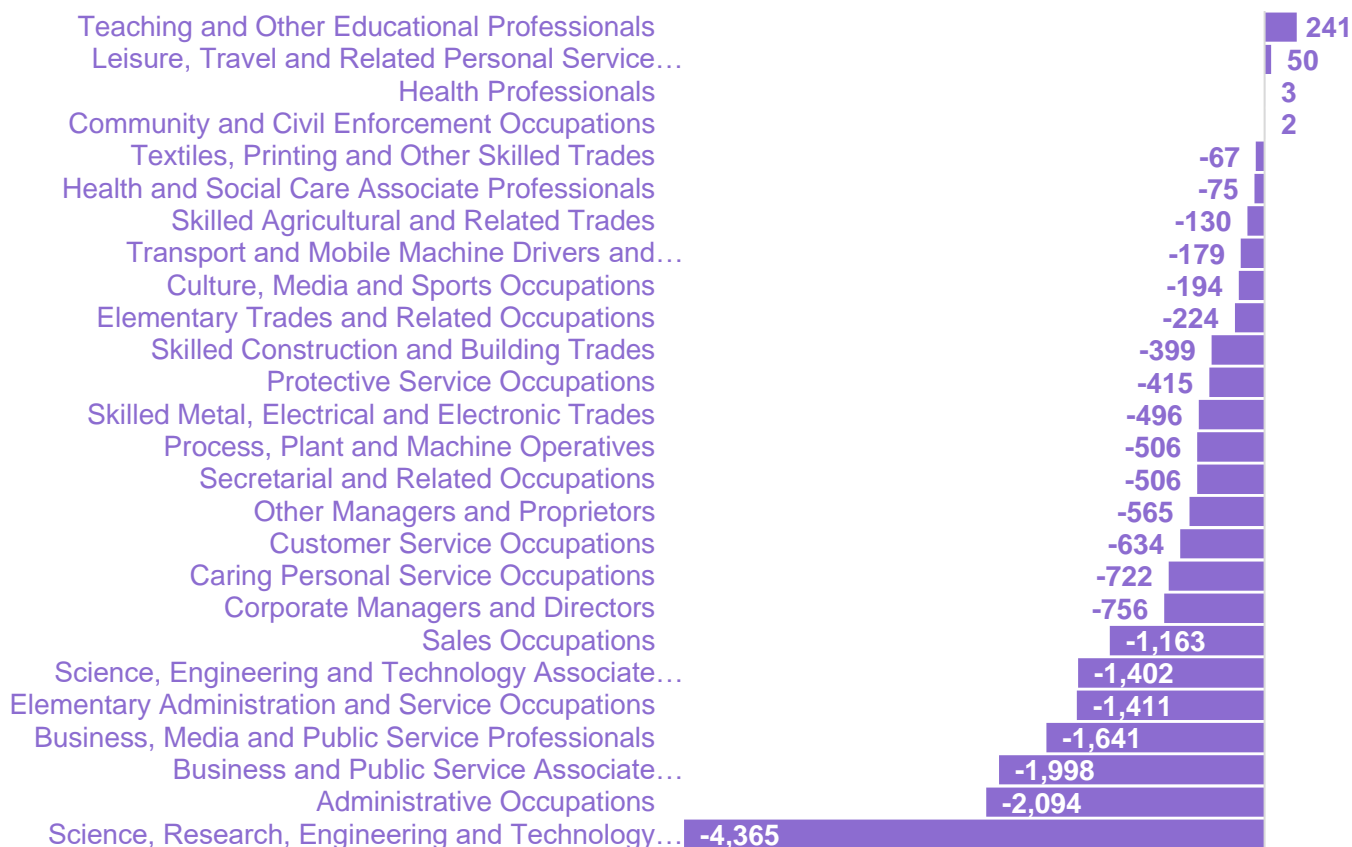 Teaching and Other Educational Professionals 241
Leisure, Travel and Related Personal Service… 50
Health Professionals 3
Community and Civil Enforcement Occupations 2
Textiles, Printing and Other Skilled Trades -67
Health and Social Care Associate Professionals -75
Skilled Agricultural and Related Trades -130
Transport and Mobile Machine Drivers and… -179
Culture, Media and Sports Occupations -194
Elementary Trades and Related Occupations -224
Skilled Construction and Building Trades -399
Protective Service Occupations -415
Skilled Metal, Electrical and Electronic Trades -496
Process, Plant and Machine Operatives -506
Secretarial and Related Occupations -506
Other Managers and Proprietors -565
Customer Service Occupations -634
Caring Personal Service Occupations -722
Corporate Managers and Directors -756
Sales Occupations -1,163
Science, Engineering and Technology Associate… -1,402
Elementary Administration and Service Occupations -1,411
Business, Media and Public Service Professionals -1,641
Business and Public Service Associate… -1,998
Administrative Occupations -2,094
Science, Research, Engineering and Technology… -4,365